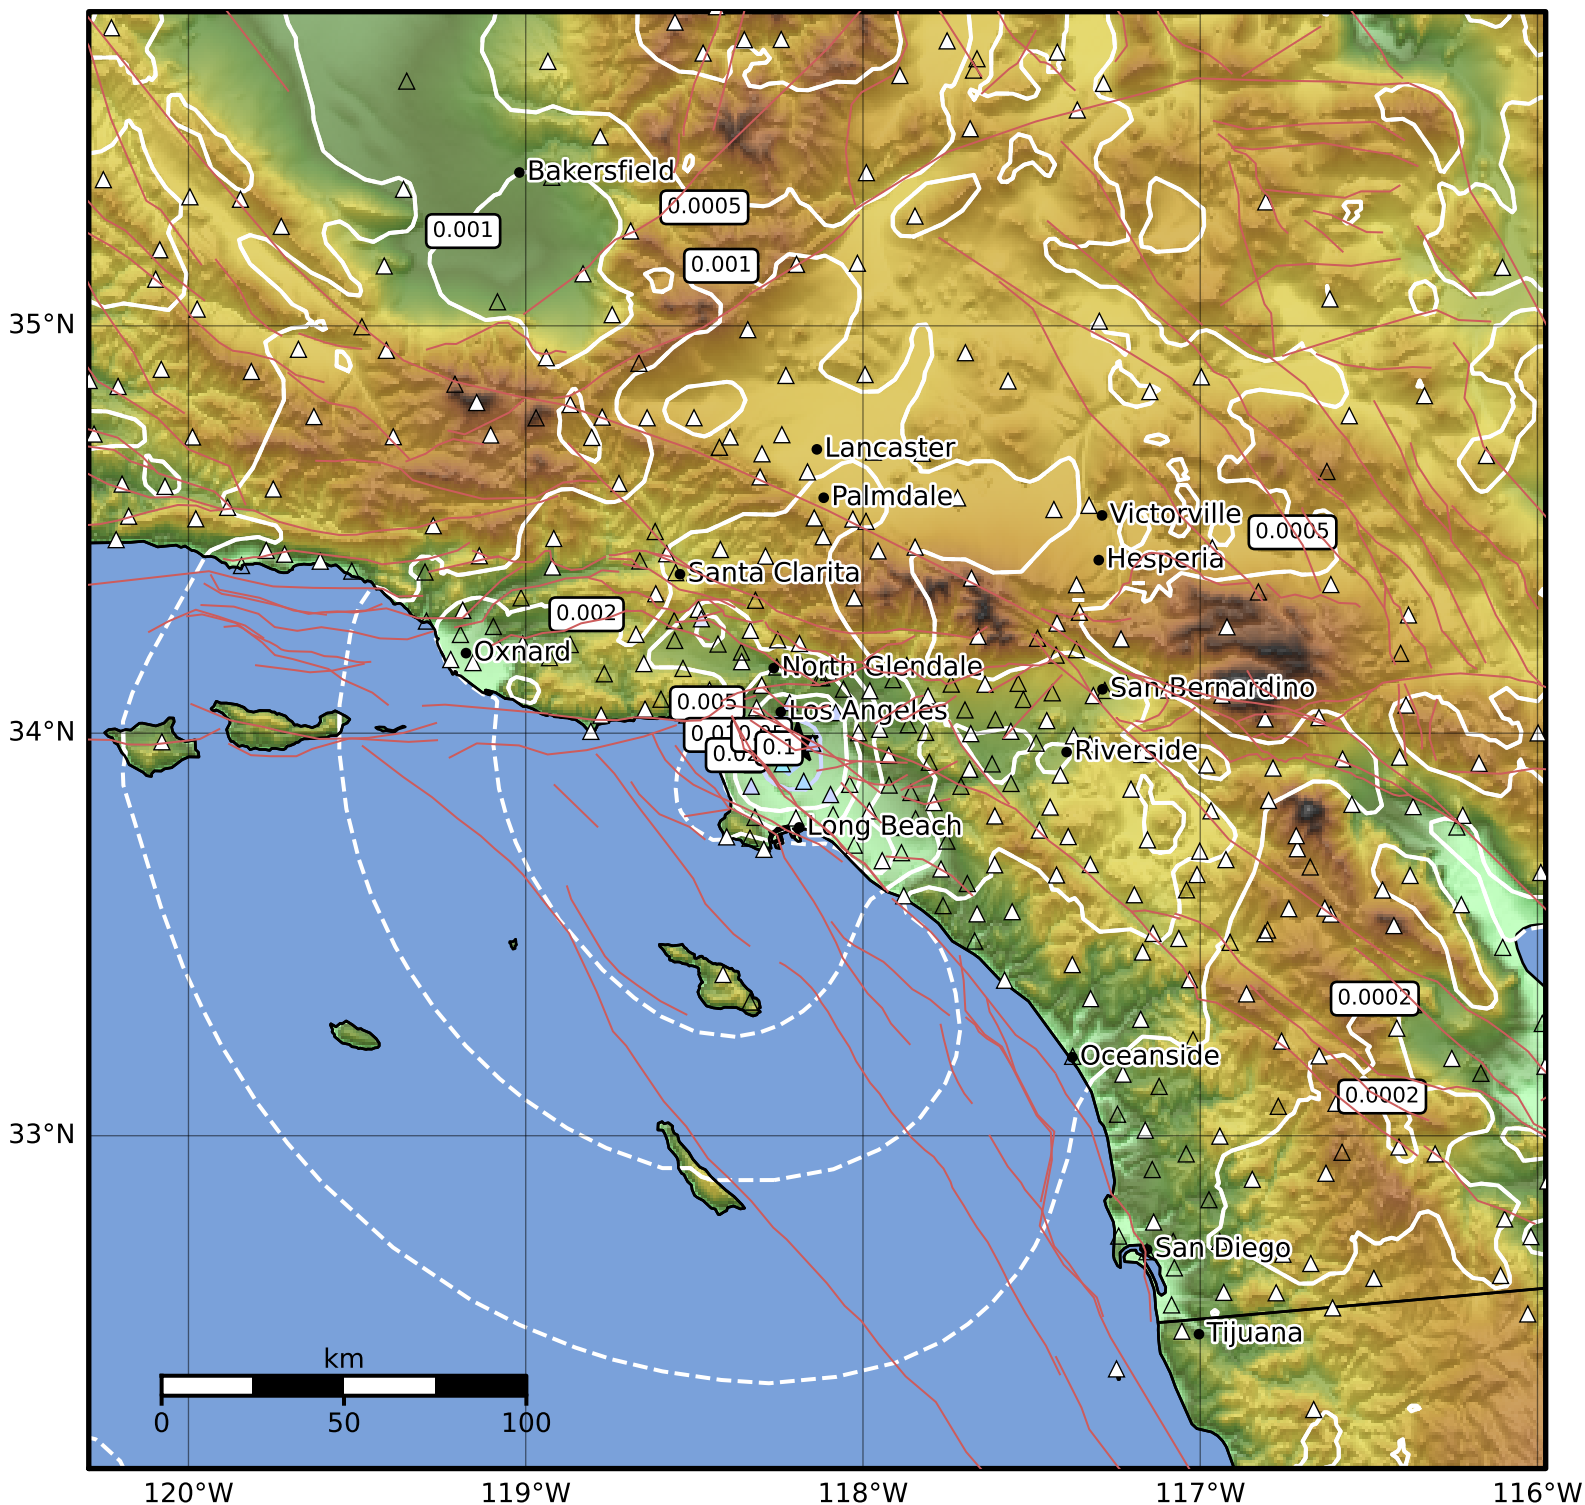 Bakersfield
0.0005
0.001
0.001
35°N
Lancaster
Palmdale
Victorville
0.0005
Hesperia
Santa Clarita
0.002
Oxnard
North Glendale
San Bernardino
0.005
Los Angeles
34°N
0.1
Riverside
Long Beach
0.0002
Oceanside
0.0002
33°N
San Diego
Tijuana
km
0
50
100
120°W
119°W
118°W
117°W
116°W